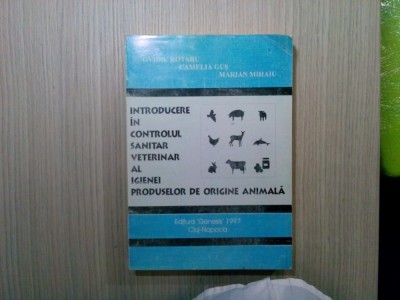 OVIDIU ROTARU
CAMELIA GUS
MARIAN MIHAIU
INTRODUCERE
ÎN
CONTROLUL
SANITAR
VETERINAR
AL
IGIENEI
PRODUSELOR DE ORIGINE ANIMALĂ
Editura "Genesis" 1997
Cluj-Napoca